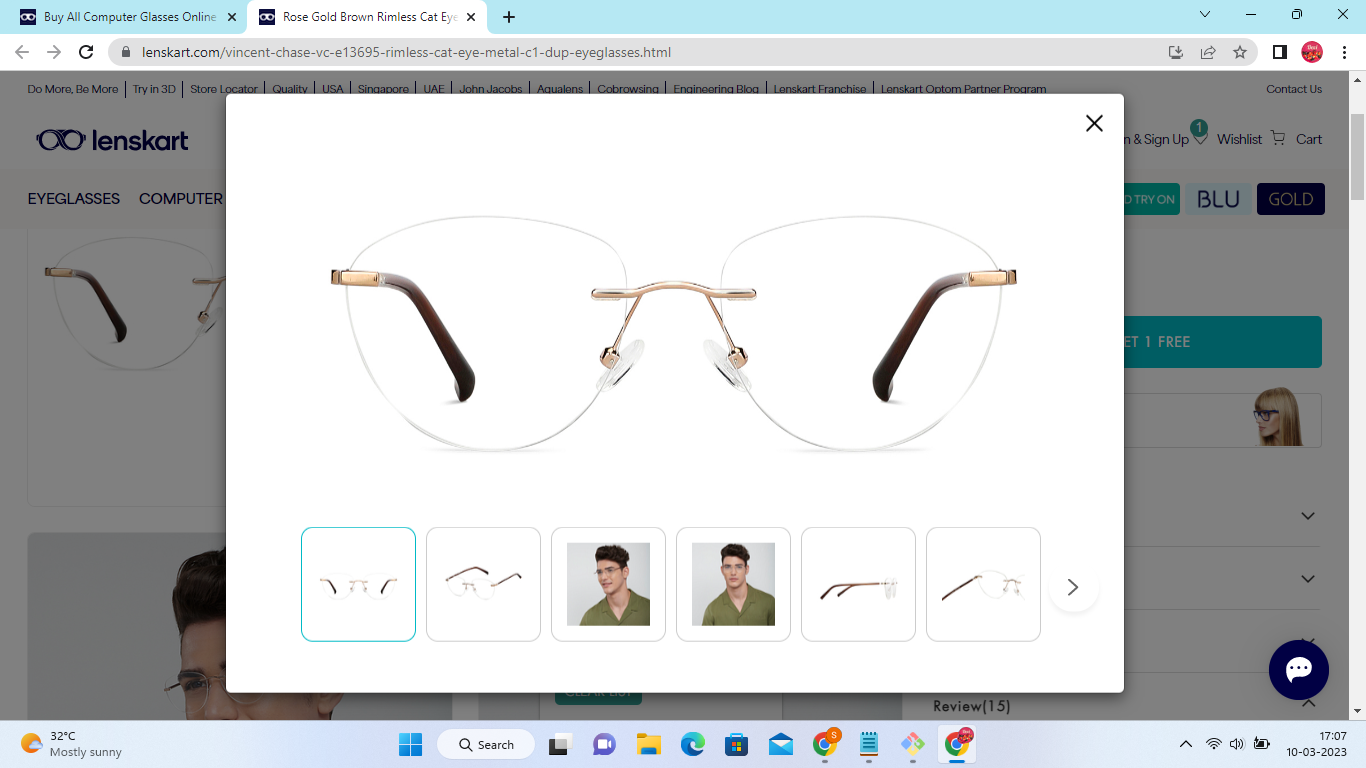 Buy All Computer Glasses Online
Rose Gold Brown Rimless Cat Eye
lenskart.com/vincent-chase-vc-e13695-rimless-cat-eye-metal-c1-dup-eyeglasses.html
Do More, Be More Try in 3D Store Locator Quality USA Singapore UAE John Jacobs Aqualens Cobrowsing Engineering Blog Lenskart Franchise Lenskart Optom Partner Program Contact Us
lenskart
n & Sign Up 1 Wishlist Cart
EYEGLASSES COMPUTER D TRY ON BLU GOLD
ET 1 FREE
CLEAR LIST
Review(15)
32°C
Mostly sunny
Search
S
17:07
10-03-2023